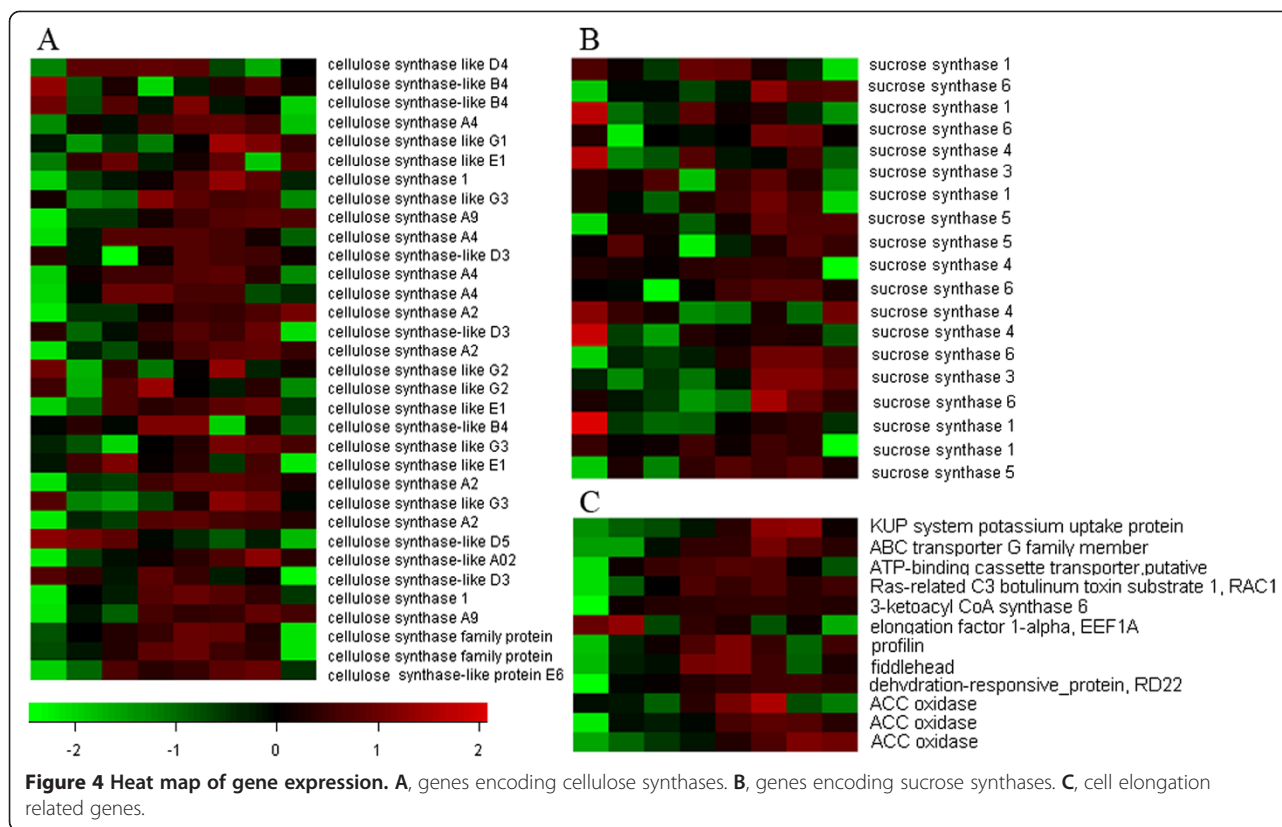 A
cellulose synthase like D4
cellulose synthase-like B4
cellulose synthase-like B4
cellulose synthase A4
cellulose synthase like G1
cellulose synthase like E1
cellulose synthase 1
cellulose synthase like G3
cellulose synthase A9
cellulose synthase A4
cellulose synthase-like D3
cellulose synthase A4
cellulose synthase A4
cellulose synthase A2
cellulose synthase-like D3
cellulose synthase A2
cellulose synthase like G2
cellulose synthase like G2
cellulose synthase like E1
cellulose synthase-like B4
cellulose synthase like G3
cellulose synthase like E1
cellulose synthase A2
cellulose synthase like G3
cellulose synthase A2
cellulose synthase-like D5
cellulose synthase-like A02
cellulose synthase-like D3
cellulose synthase 1
cellulose synthase A9
cellulose synthase family protein
cellulose synthase family protein
cellulose synthase-like protein E6
-2 -1 0 1 2
B
sucrose synthase 1
sucrose synthase 6
sucrose synthase 1
sucrose synthase 6
sucrose synthase 4
sucrose synthase 3
sucrose synthase 1
sucrose synthase 5
sucrose synthase 5
sucrose synthase 4
sucrose synthase 6
sucrose synthase 4
sucrose synthase 4
sucrose synthase 6
sucrose synthase 3
sucrose synthase 6
sucrose synthase 1
sucrose synthase 1
sucrose synthase 5
C
KUP system potassium uptake protein
ABC transporter G family member
ATP-binding cassette transporter,putative
Ras-related C3 botulinum toxin substrate 1, RAC1
3-ketoacyl CoA synthase 6
elongation factor 1-alpha, EEF1A
profilin
fiddlehead
dehydration-responsive_protein, RD22
ACC oxidase
ACC oxidase
ACC oxidase
Figure 4 Heat map of gene expression. A, genes encoding cellulose synthases. B, genes encoding sucrose synthases. C, cell elongation
related genes.